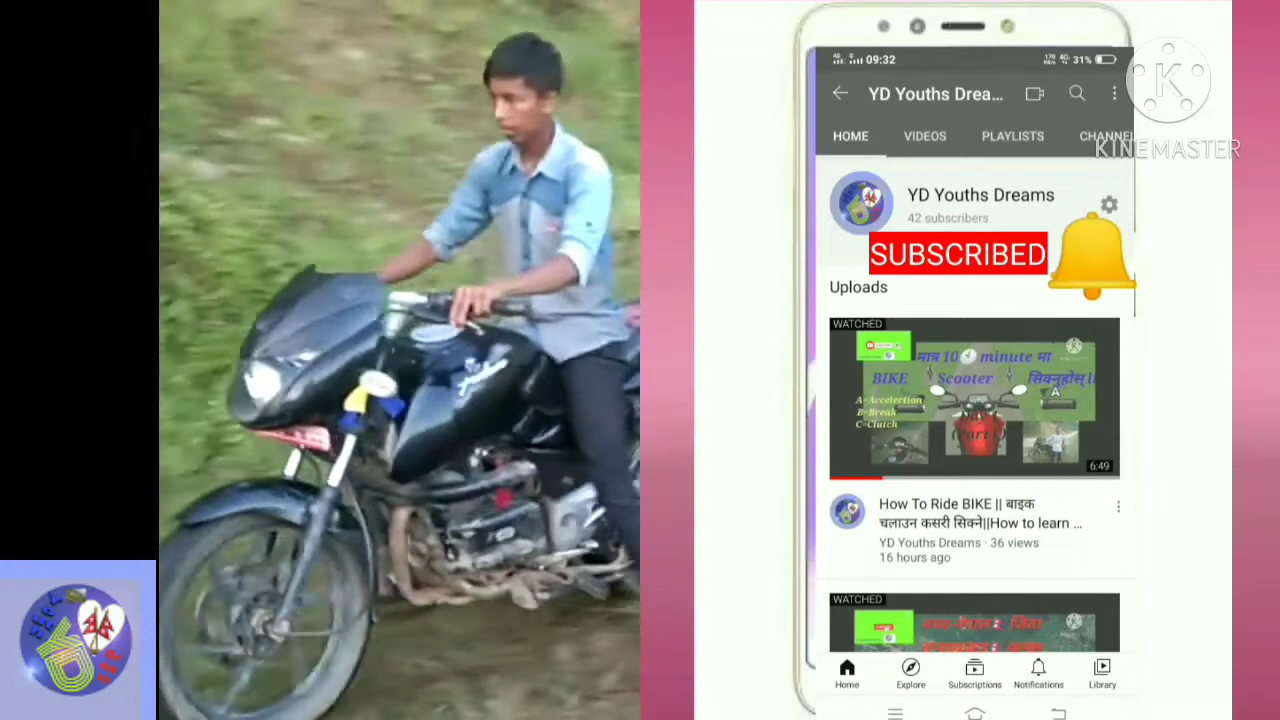 09:32
31%
YD Youths Drea...
HOME VIDEOS PLAYLISTS CHANNEL
KINEMASTER
YD Youths Dreams
42 subscribers
SUBSCRIBED
Uploads
WATCHED
मात्र 10 minute मा
BIKE Scooter सिक्नुहोस्
A=Accelertion
B=Break
C=Clutch
A
6:49
How To Ride BIKE || बाइक
चलाउन कसरी सिक्ने||How to learn ...
YD Youths Dreams · 36 views
16 hours ago
WATCHED
Home Explore Subscriptions Notifications Library